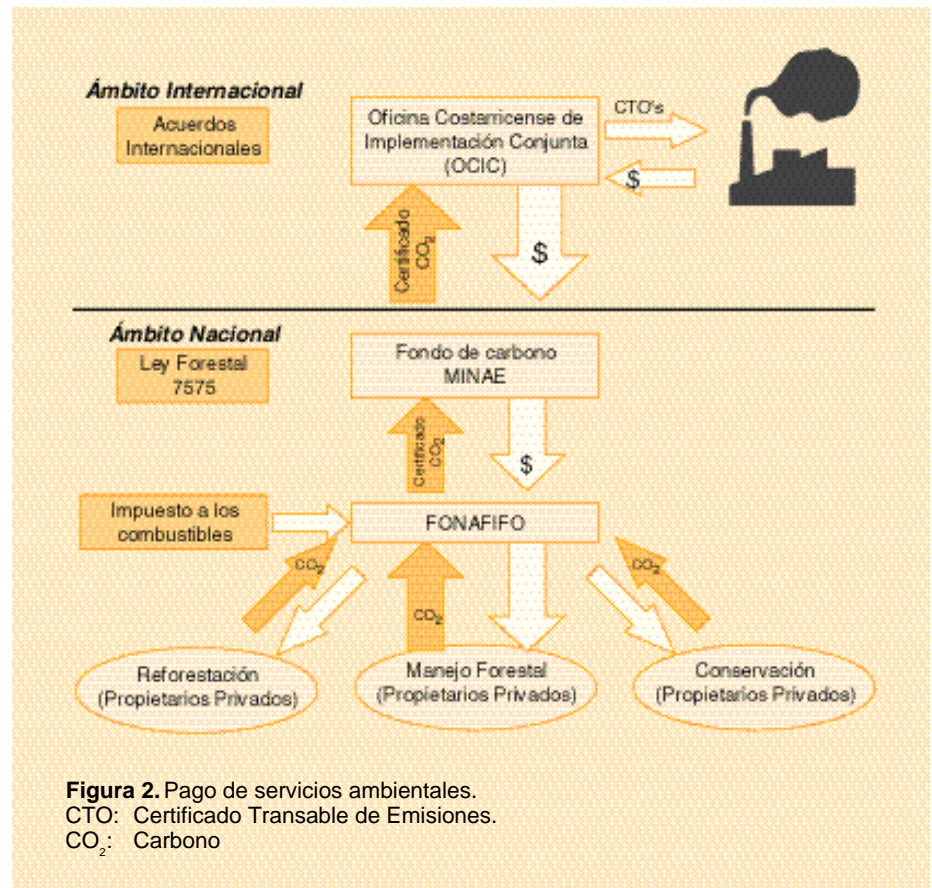 Ámbito Internacional
Acuerdos
Internacionales
Oficina Costarricense de
Implementación Conjunta
(OCIC)
CTO's
$
Certificado
CO₂
$
Ámbito Nacional
Ley Forestal
7575
Fondo de carbono
MINAE
Certificado
CO₂
$
Impuesto a los
combustibles
FONAFIFO
CO₂
CO₂
CO₂
Reforestación
(Propietarios Privados)
Manejo Forestal
(Propietarios Privados)
Conservación
(Propietarios Privados)
Figura 2. Pago de servicios ambientales.
CTO: Certificado Transable de Emisiones.
CO₂: Carbono